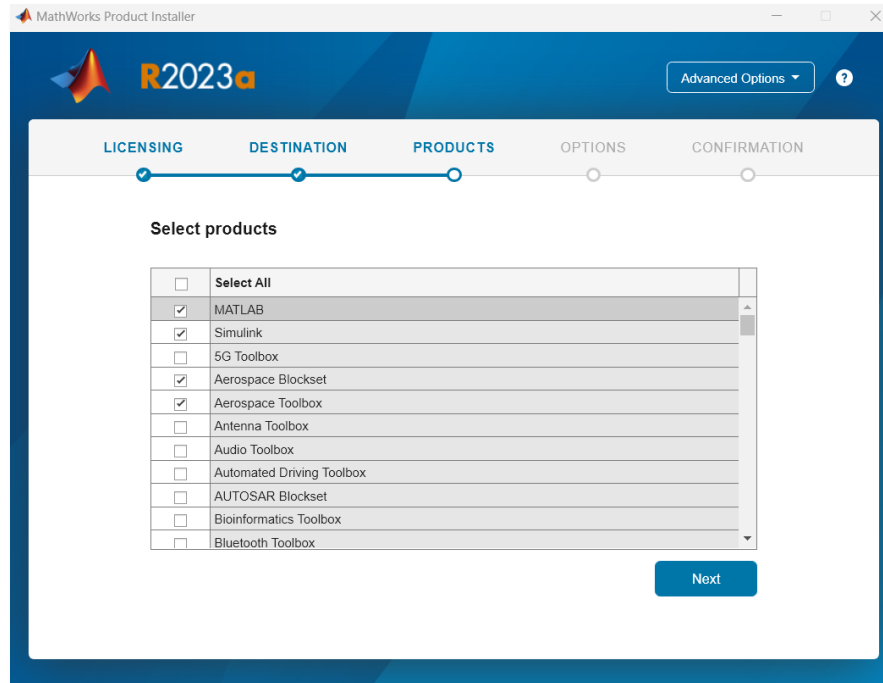 MathWorks Product Installer
R2023a
Advanced Options
?
LICENSING DESTINATION PRODUCTS OPTIONS CONFIRMATION
Select products
Select All
MATLAB
Simulink
5G Toolbox
Aerospace Blockset
Aerospace Toolbox
Antenna Toolbox
Audio Toolbox
Automated Driving Toolbox
AUTOSAR Blockset
Bioinformatics Toolbox
Bluetooth Toolbox
Next